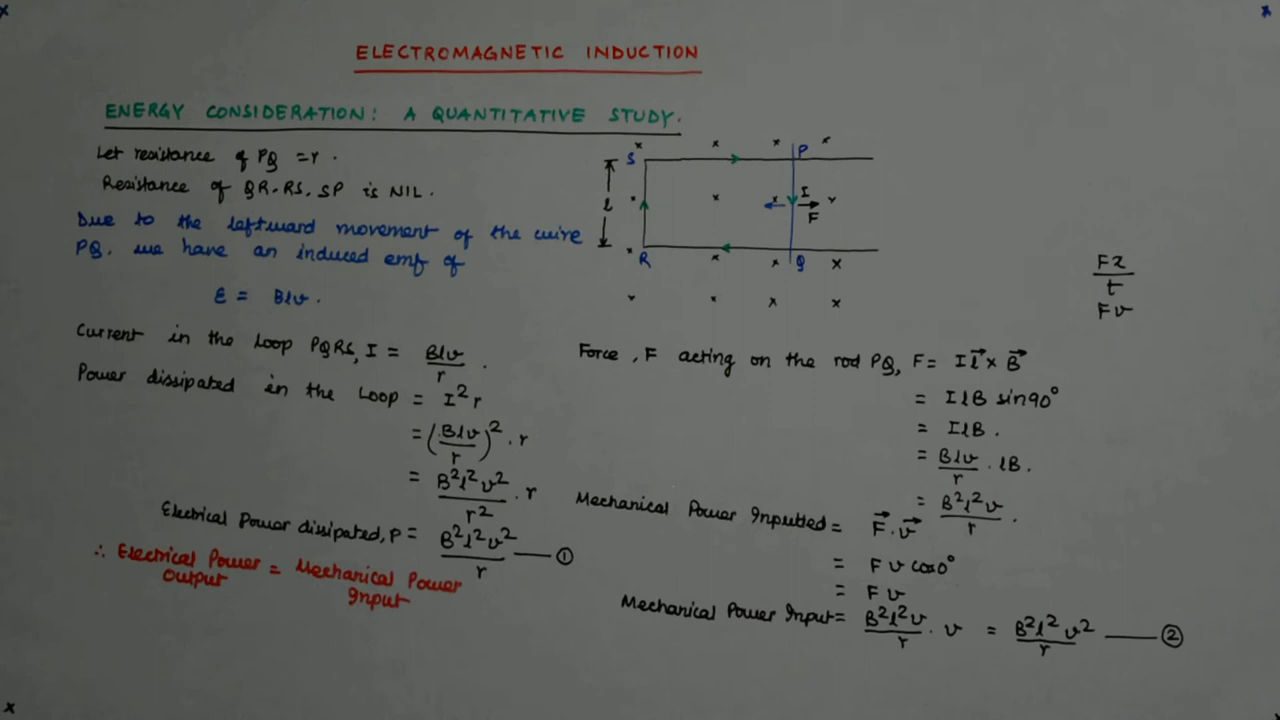 ELECTROMAGNETIC INDUCTION
ENERGY CONSIDERATION: A QUANTITATIVE STUDY.
Let resistance of PQ = r.
Resistance of QR, RS, SP is NIL.
Due to the leftward movement of the wire
PQ, we have an induced emf of
ε = Blv.
Current in the Loop PQRS, I = Blv/r.
Power dissipated in the Loop = I²r
= (Blv/r)² . r
= B²l²v²/r² . r
Electrical Power dissipated, P = B²l²v²/r — ①
∴ Electrical Power Output = Mechanical Power Input
S P
l I
F
R Q
Fx/t
Fv
Force, F acting on the rod PQ, F = I l⃗ × B⃗
= IlB sin90°
= IlB.
= Blv/r . lB.
= B²l²v/r.
Mechanical Power Inputted = F⃗ . v⃗
= Fv cos0°
= Fv
Mechanical Power Input = B²l²v/r . v = B²l²v²/r — ②